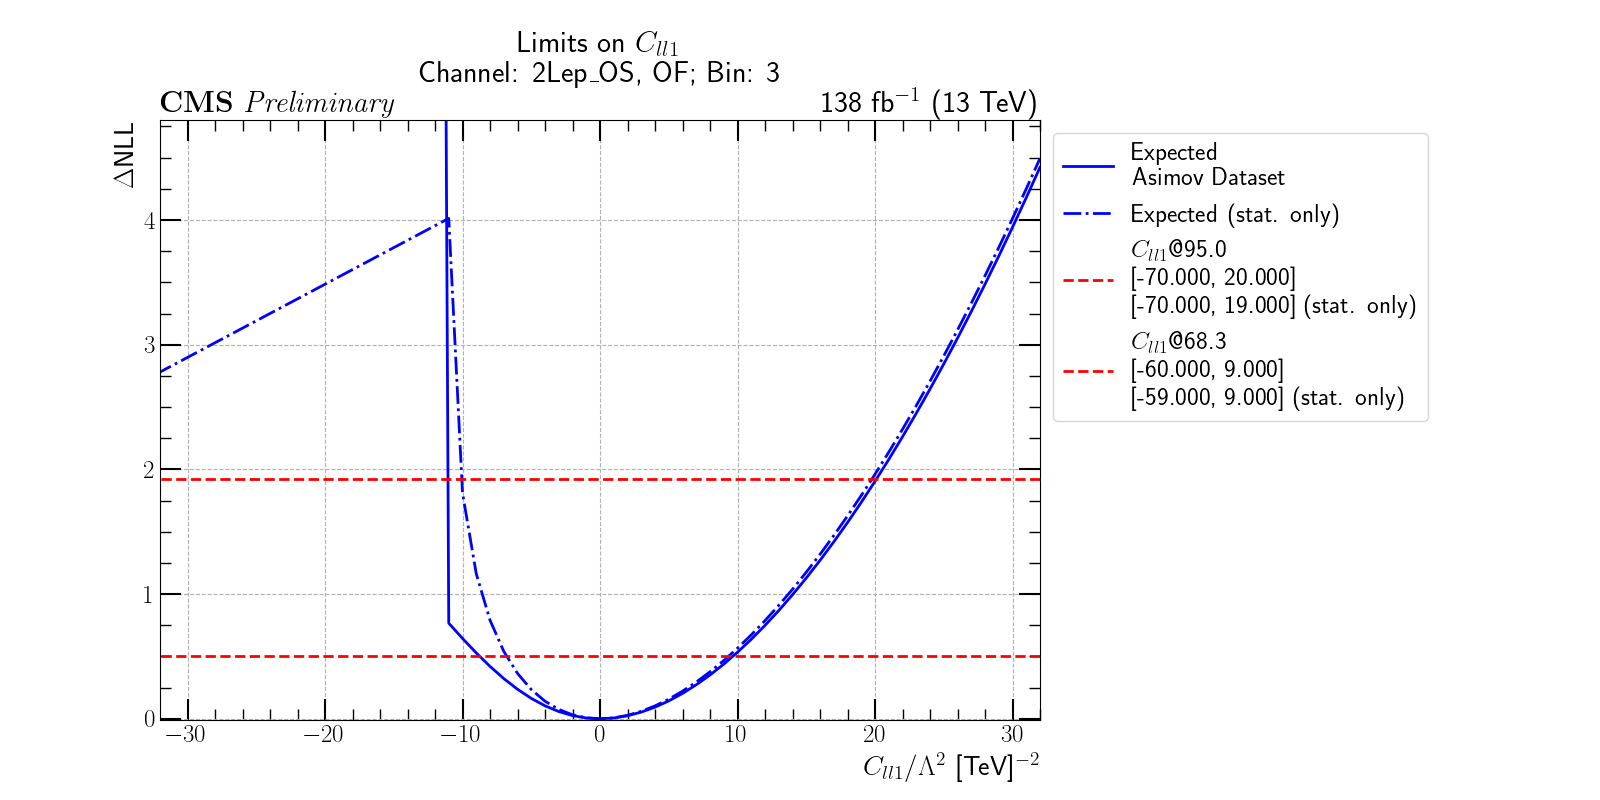 Limits on C_{ll1}
Channel: 2Lep_OS, OF; Bin: 3
CMS Preliminary
138 fb^{-1} (13 TeV)
ΔNLL
4
3
2
1
0
−30
−20
−10
0
10
20
30
C_{ll1}/Λ^2 [TeV]^{-2}
Expected
Asimov Dataset
Expected (stat. only)
C_{ll1}@95.0
[-70.000, 20.000]
[-70.000, 19.000] (stat. only)
C_{ll1}@68.3
[-60.000, 9.000]
[-59.000, 9.000] (stat. only)